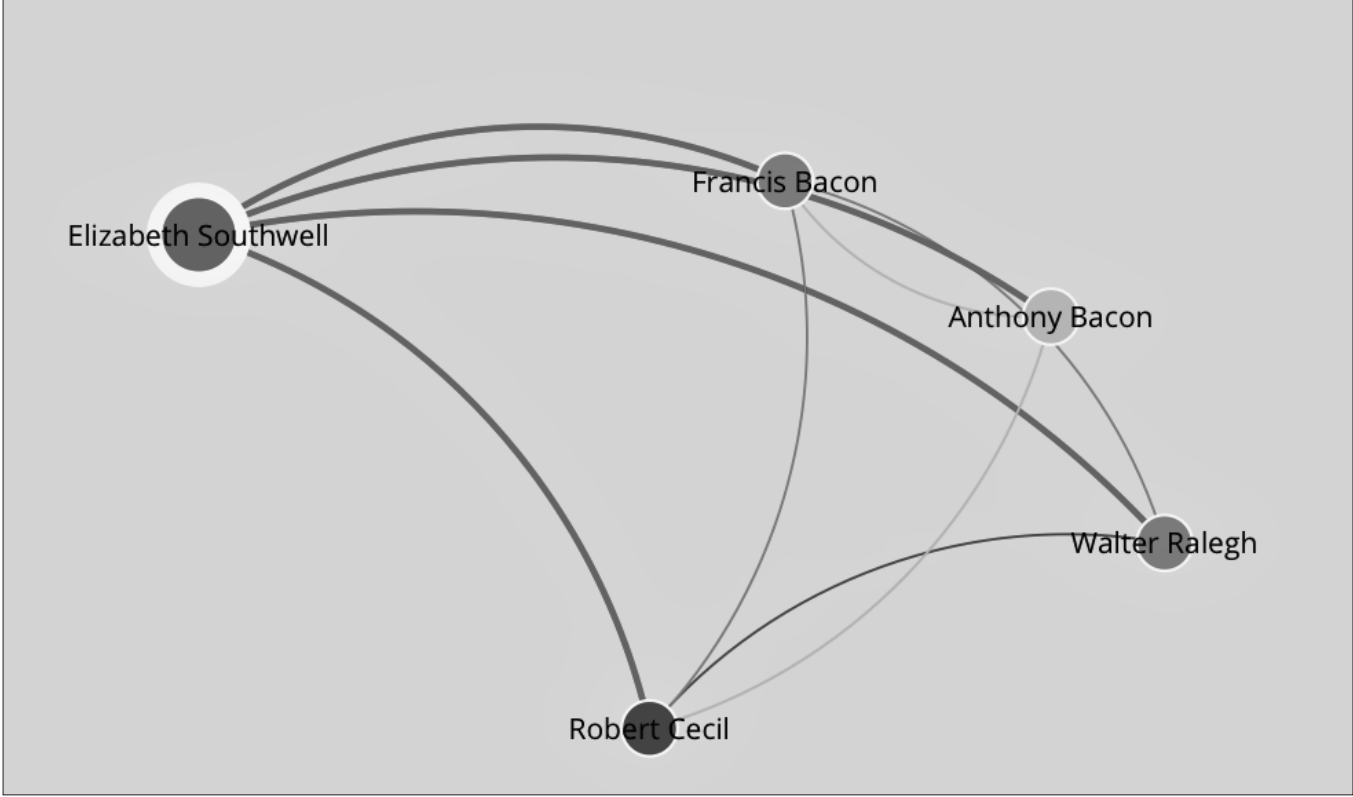 Francis Bacon
Elizabeth Southwell
Anthony Bacon
Walter Ralegh
Robert Cecil